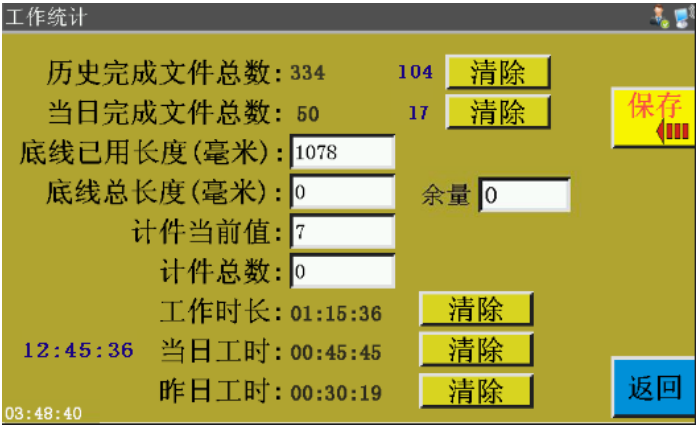 工作统计
历史完成文件总数: 334 104 清除
当日完成文件总数: 50 17 清除
保存
底线已用长度(毫米): 1078
底线总长度(毫米): 0 余量 0
计件当前值: 7
计件总数: 0
工作时长: 01:15:36 清除
12:45:36 当日工时: 00:45:45 清除
昨日工时: 00:30:19 清除
返回
03:48:40